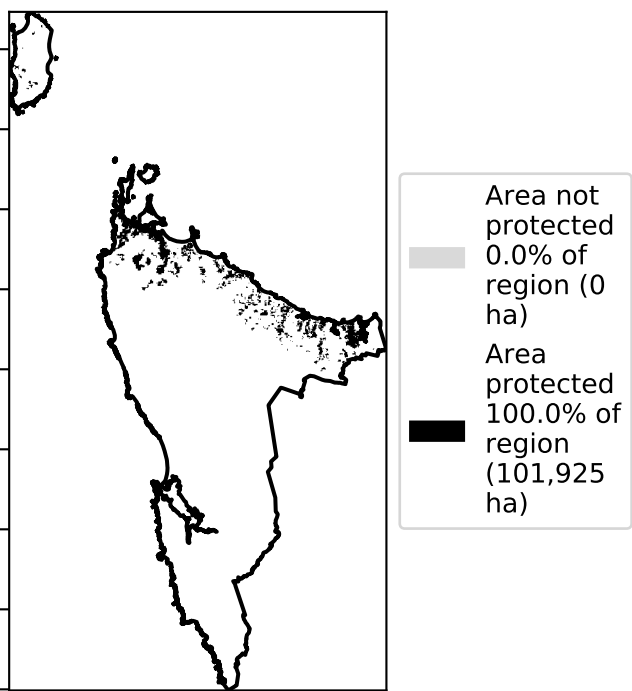 Area not
protected
0.0% of
region (0
ha)
Area
protected
100.0% of
region
(101,925
ha)